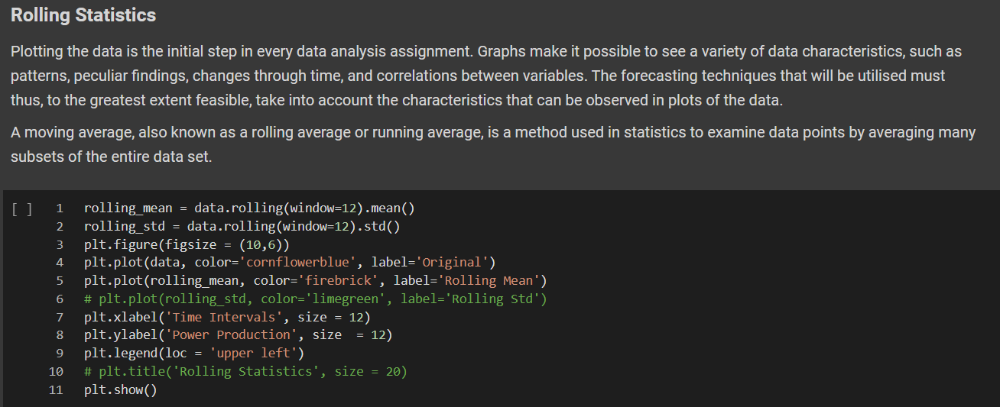 Rolling Statistics
Plotting the data is the initial step in every data analysis assignment. Graphs make it possible to see a variety of data characteristics, such as
patterns, peculiar findings, changes through time, and correlations between variables. The forecasting techniques that will be utilised must
thus, to the greatest extent feasible, take into account the characteristics that can be observed in plots of the data.
A moving average, also known as a rolling average or running average, is a method used in statistics to examine data points by averaging many
subsets of the entire data set.
[ ] 1 rolling_mean = data.rolling(window=12).mean()
2 rolling_std = data.rolling(window=12).std()
3 plt.figure(figsize = (10,6))
4 plt.plot(data, color='cornflowerblue', label='Original')
5 plt.plot(rolling_mean, color='firebrick', label='Rolling Mean')
6 # plt.plot(rolling_std, color='limegreen', label='Rolling Std')
7 plt.xlabel('Time Intervals', size = 12)
8 plt.ylabel('Power Production', size  = 12)
9 plt.legend(loc = 'upper left')
10 # plt.title('Rolling Statistics', size = 20)
11 plt.show()